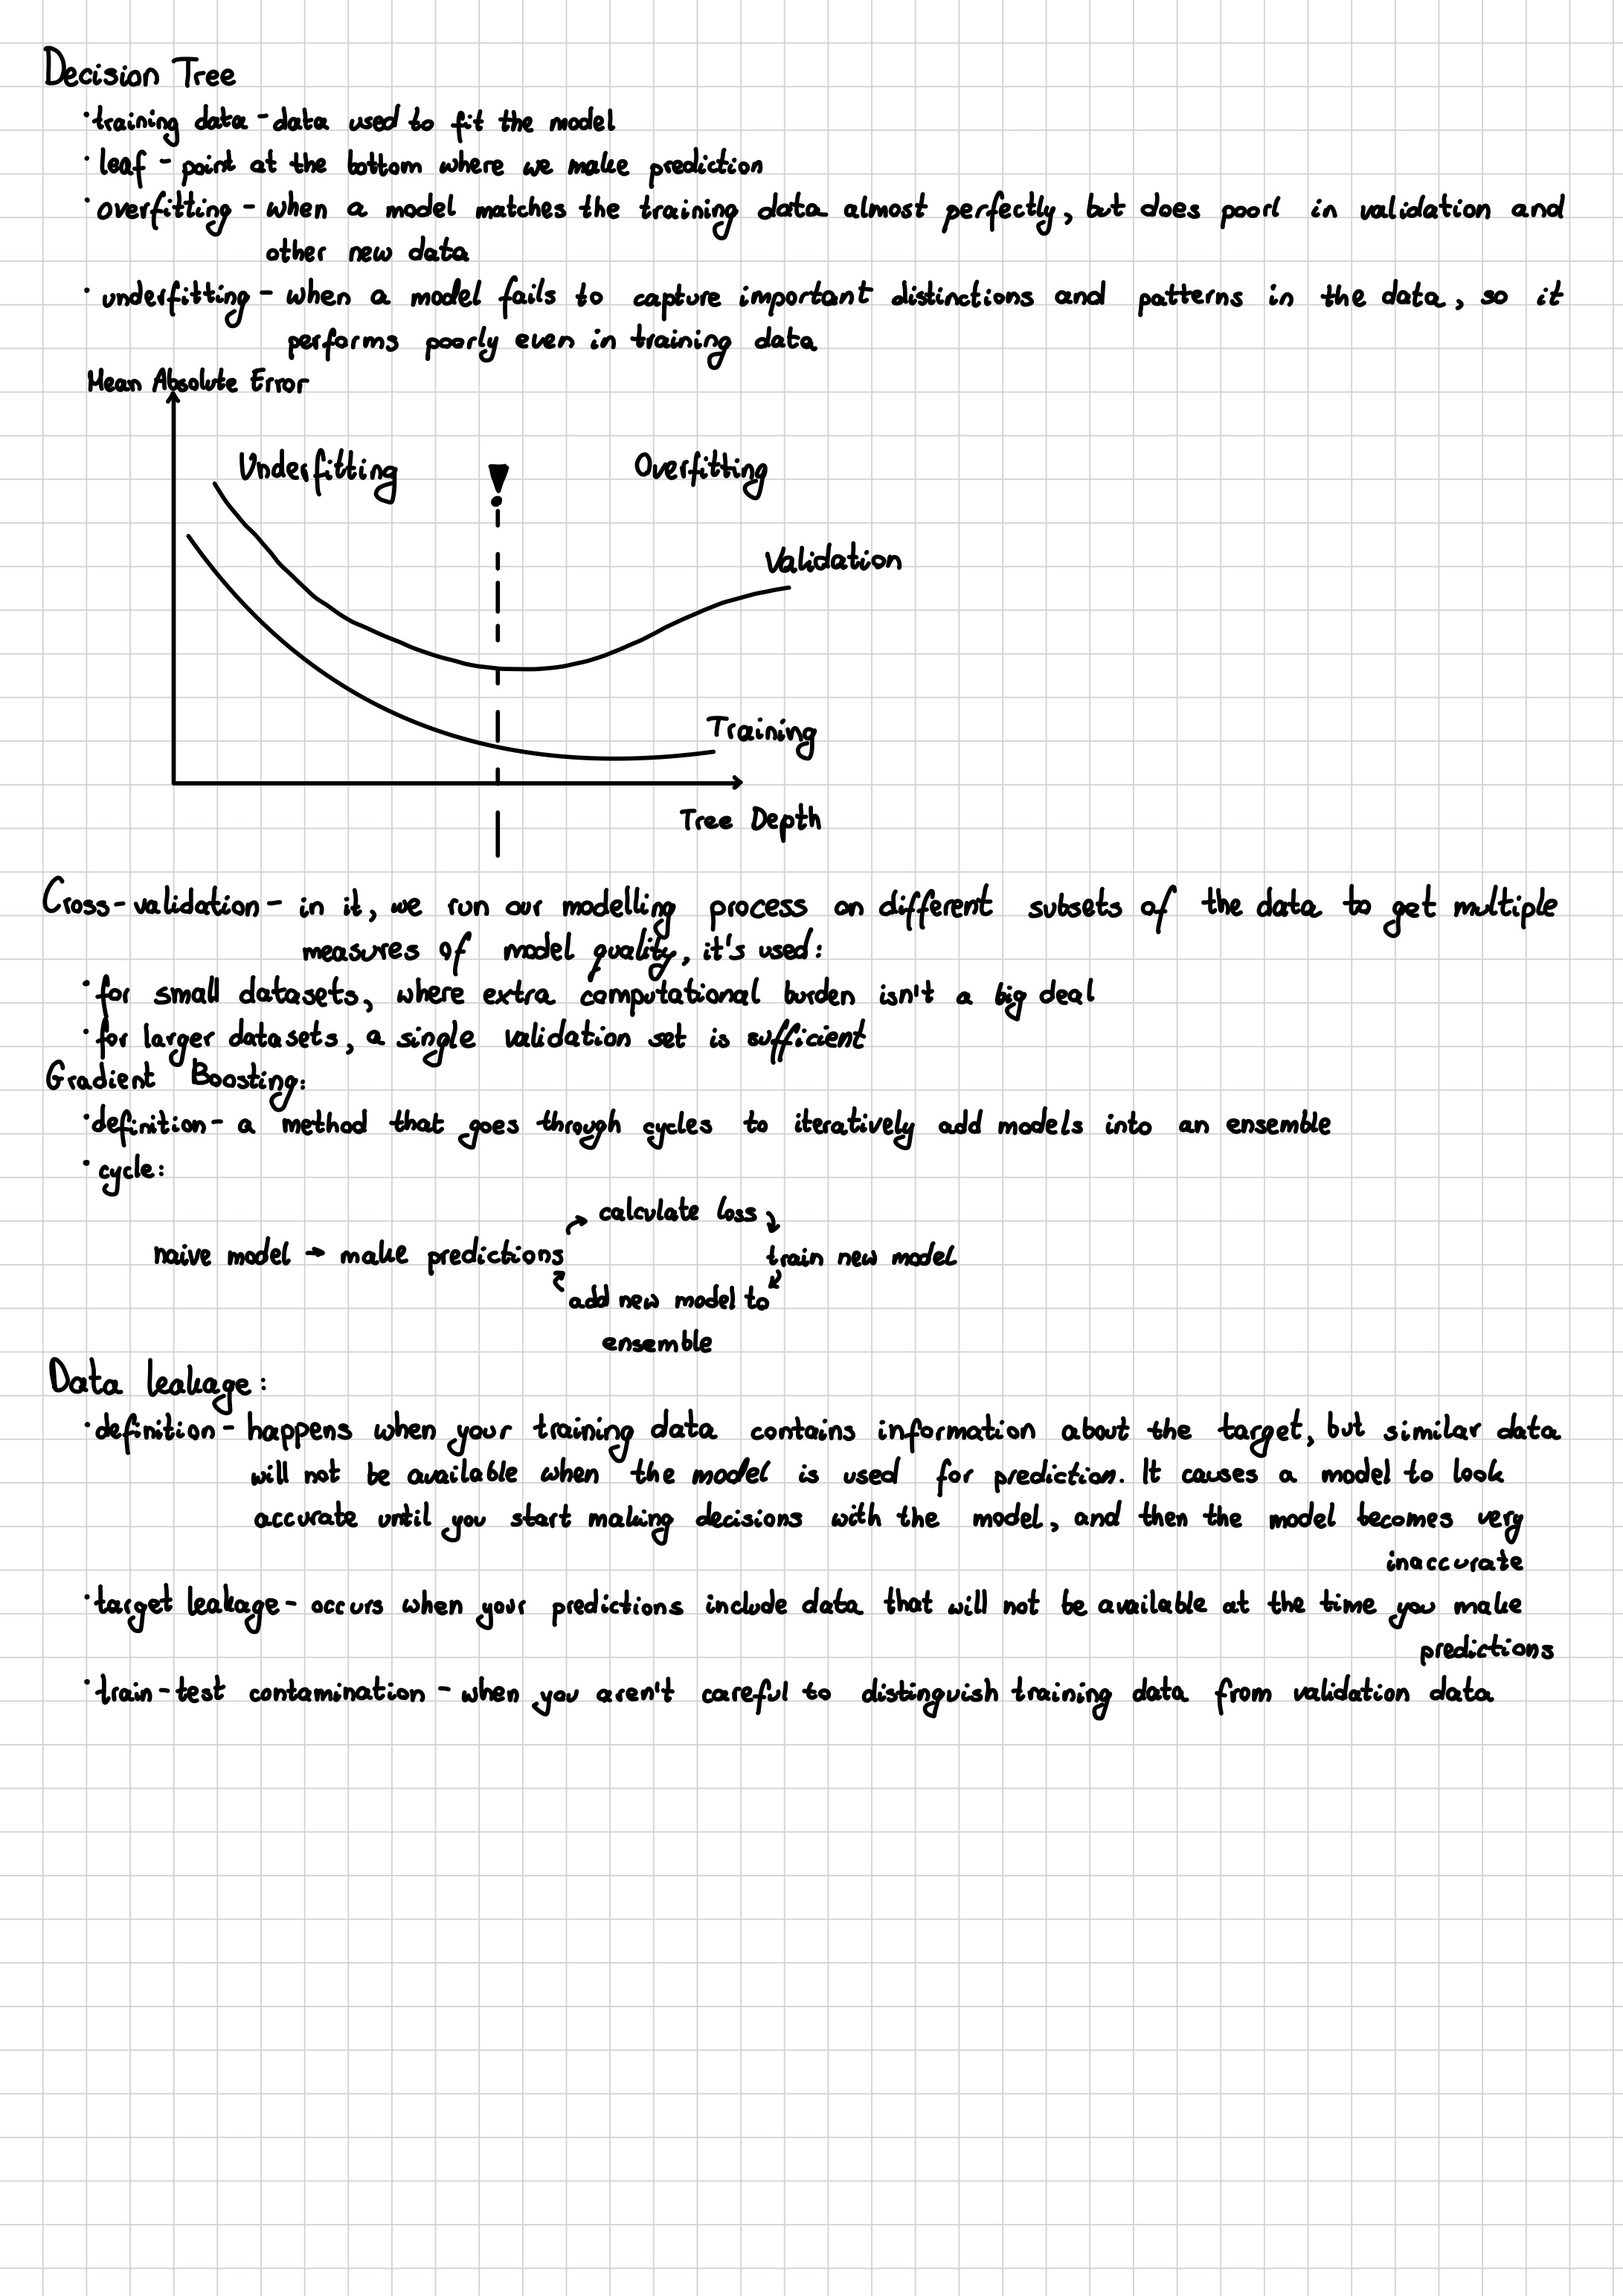 Decision Tree
· training data - data used to fit the model
· leaf - point at the bottom where we make prediction
· overfitting - when a model matches the training data almost perfectly, but does poorl in validation and
other new data
· underfitting - when a model fails to capture important distinctions and patterns in the data, so it
performs poorly even in training data
Mean Absolute Error
Underfitting
Overfitting
Validation
Training
Tree Depth
Cross-validation - in it, we run our modelling process on different subsets of the data to get multiple
measures of model quality, it's used:
· for small datasets, where extra computational burden isn't a big deal
· for larger datasets, a single validation set is sufficient
Gradient Boosting:
· definition - a method that goes through cycles to iteratively add models into an ensemble
· cycle:
calculate loss
naive model → make predictions
train new model
add new model to
ensemble
Data leakage:
· definition - happens when your training data contains information about the target, but similar data
will not be available when the model is used for prediction. It causes a model to look
accurate until you start making decisions with the model, and then the model becomes very
inaccurate
· target leakage - occurs when your predictions include data that will not be available at the time you make
predictions
· train-test contamination - when you aren't careful to distinguish training data from validation data